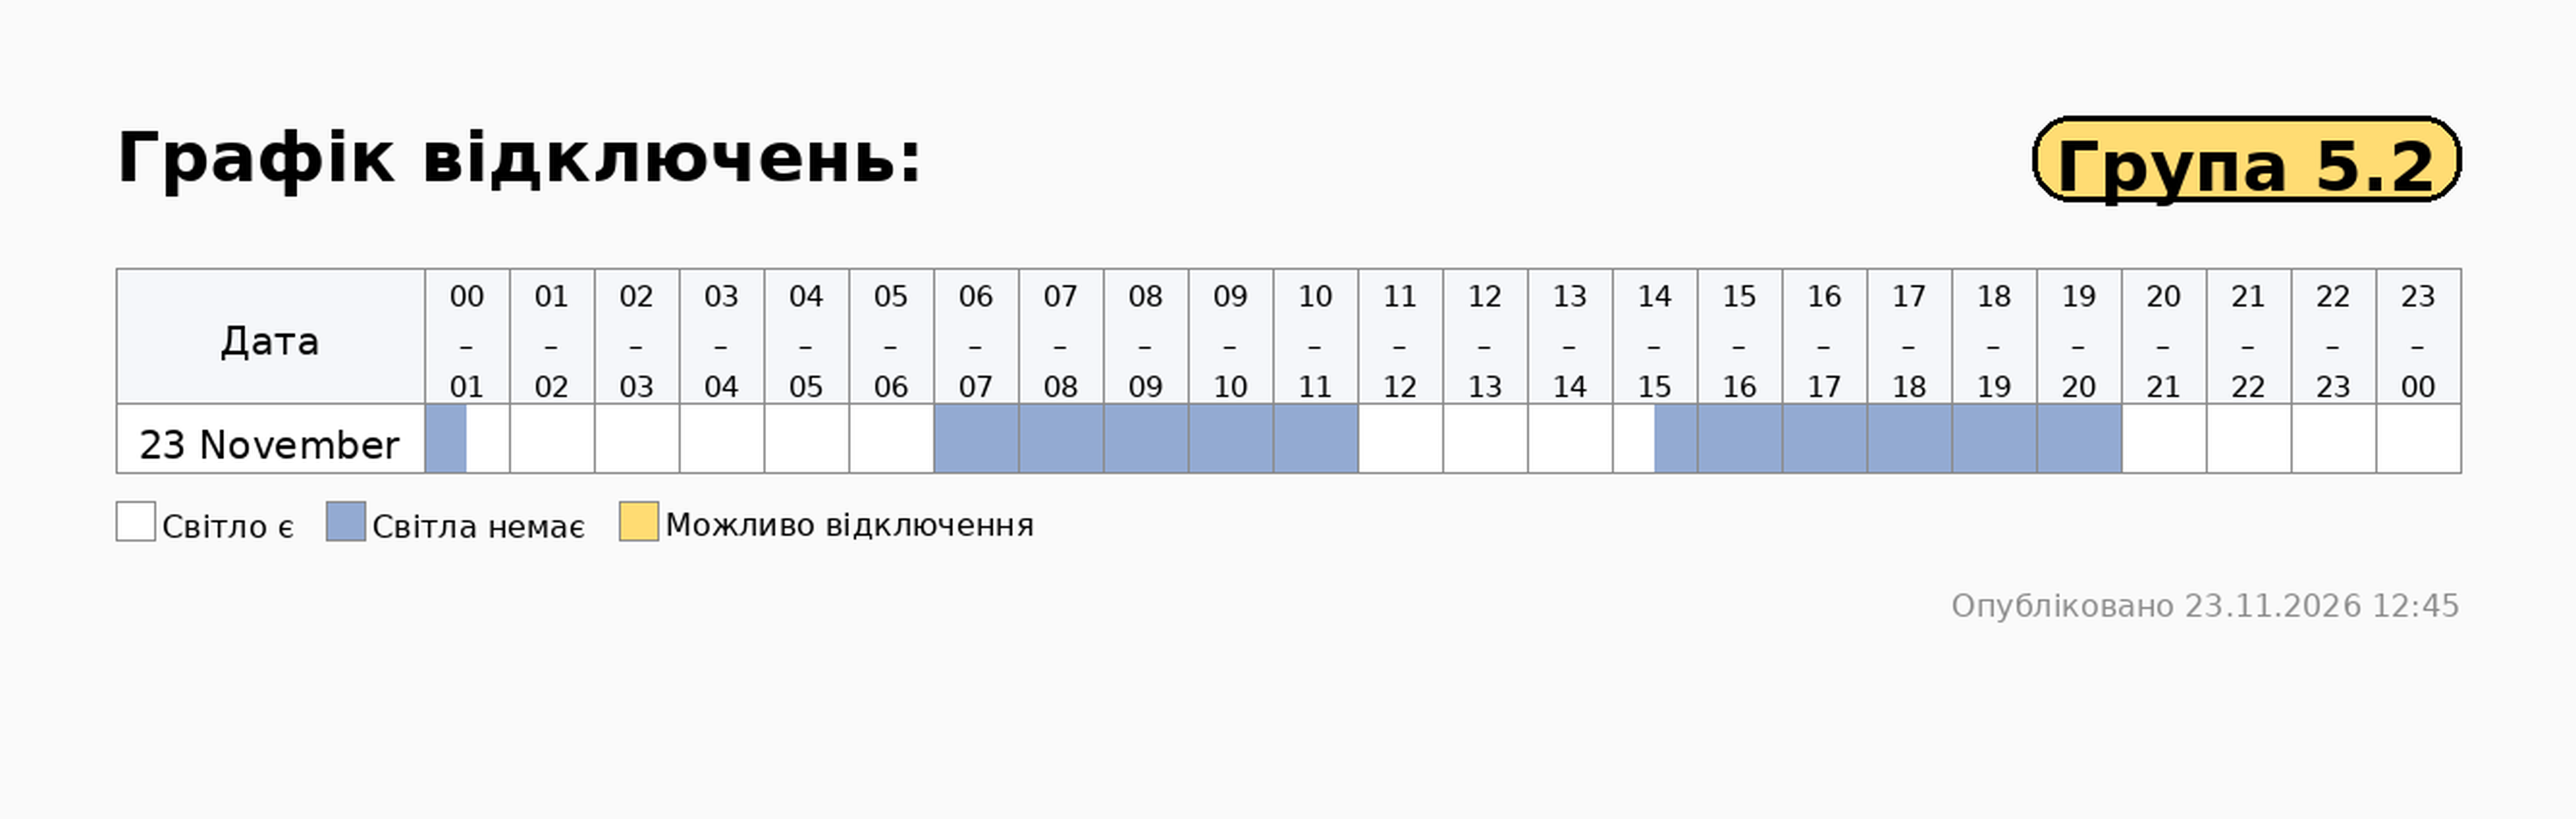 Графік відключень:
Група 5.2
Дата
00 – 01
01 – 02
02 – 03
03 – 04
04 – 05
05 – 06
06 – 07
07 – 08
08 – 09
09 – 10
10 – 11
11 – 12
12 – 13
13 – 14
14 – 15
15 – 16
16 – 17
17 – 18
18 – 19
19 – 20
20 – 21
21 – 22
22 – 23
23 – 00
23 November
Світло є
Світла немає
Можливо відключення
Опубліковано 23.11.2026 12:45